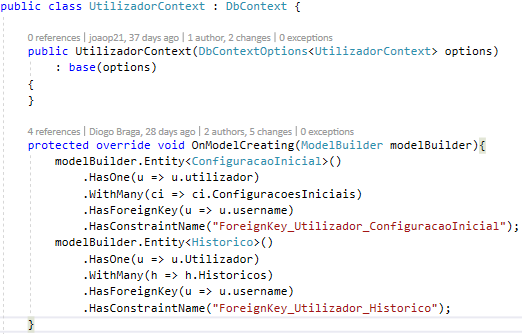 public class UtilizadorContext : DbContext {
0 references | joaop21, 37 days ago | 1 author, 2 changes | 0 exceptions
public UtilizadorContext(DbContextOptions<UtilizadorContext> options)
: base(options)
{
}
4 references | Diogo Braga, 28 days ago | 2 authors, 5 changes | 0 exceptions
protected override void OnModelCreating(ModelBuilder modelBuilder){
modelBuilder.Entity<ConfiguracaoInicial>()
.HasOne(u => u.utilizador)
.WithMany(ci => ci.ConfiguracoesIniciais)
.HasForeignKey(u => u.username)
.HasConstraintName("ForeignKey_Utilizador_ConfiguracaoInicial");
modelBuilder.Entity<Historico>()
.HasOne(u => u.Utilizador)
.WithMany(h => h.Historicos)
.HasForeignKey(u => u.username)
.HasConstraintName("ForeignKey_Utilizador_Historico");
}